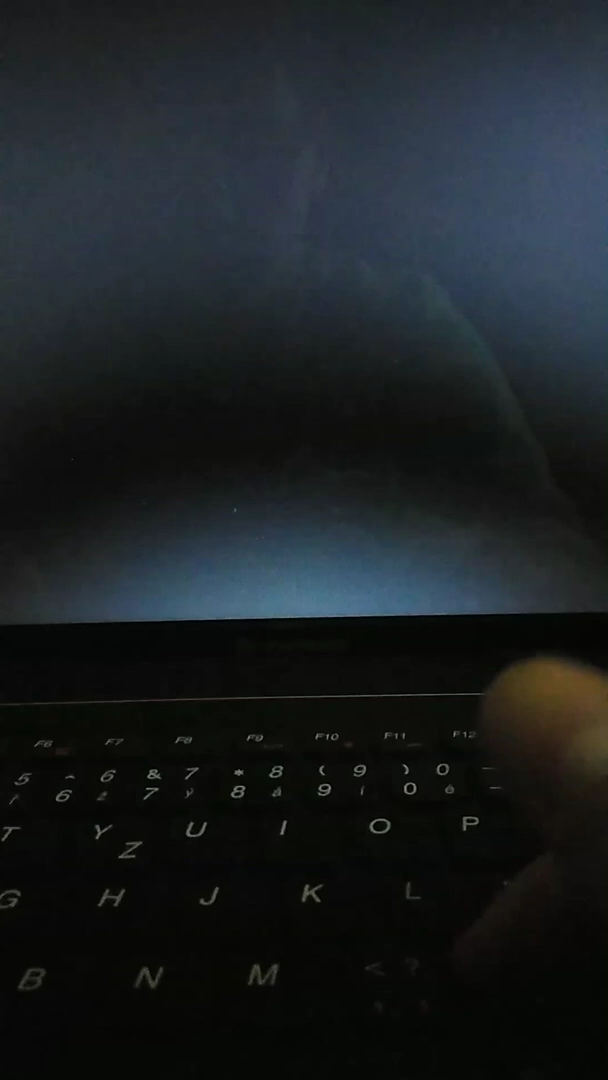 F6 F7 F8 F9 F10 F11 F12
5 ^ 6 & 7 * 8 ( 9 ) 0 _
ř 6 ž 7 ý 8 á 9 í 0 é -
T Y Z U I O P
G H J K L
B N M < ?